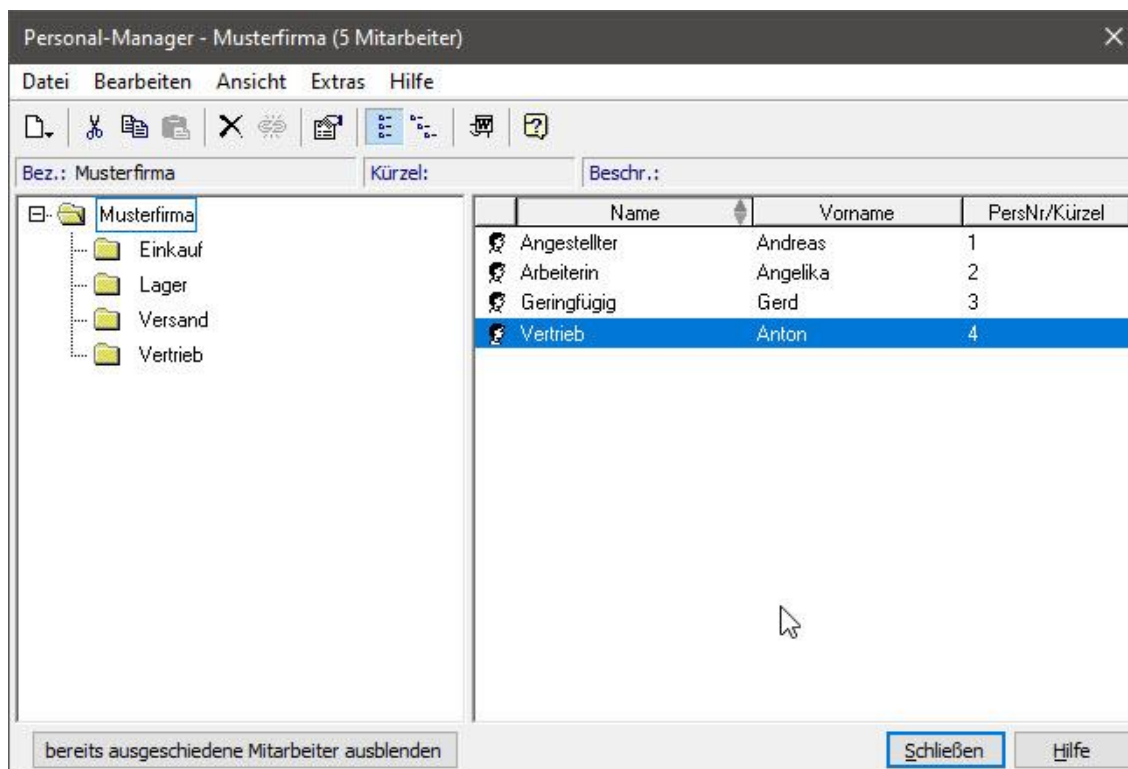 Personal-Manager - Musterfirma (5 Mitarbeiter)
Datei Bearbeiten Ansicht Extras Hilfe
Bez.: Musterfirma Kürzel: Beschr.:
Musterfirma
Einkauf
Lager
Versand
Vertrieb
Name Vorname PersNr/Kürzel
Angestellter Andreas 1
Arbeiterin Angelika 2
Geringfügig Gerd 3
Vertrieb Anton 4
bereits ausgeschiedene Mitarbeiter ausblenden Schließen Hilfe